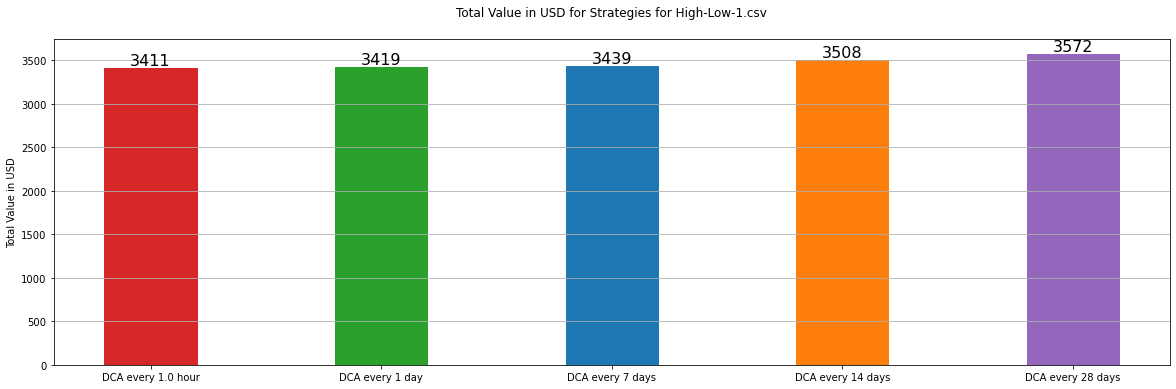 Total Value in USD for Strategies for High-Low-1.csv
Total Value in USD
3500
3000
2500
2000
1500
1000
500
0
3411
3419
3439
3508
3572
DCA every 1.0 hour
DCA every 1 day
DCA every 7 days
DCA every 14 days
DCA every 28 days